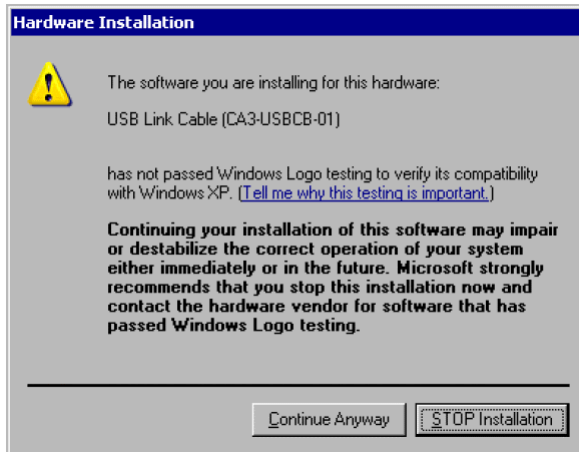 Hardware Installation
The software you are installing for this hardware:
USB Link Cable (CA3-USBCB-01)
has not passed Windows Logo testing to verify its compatibility
with Windows XP. (Tell me why this testing is important.)
Continuing your installation of this software may impair
or destabilize the correct operation of your system
either immediately or in the future. Microsoft strongly
recommends that you stop this installation now and
contact the hardware vendor for software that has
passed Windows Logo testing.
Continue Anyway
STOP Installation